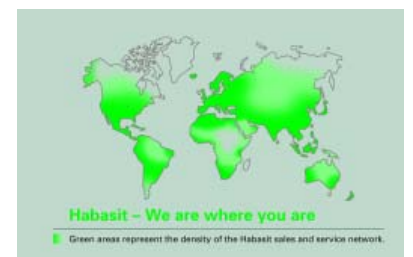 Habasit – We are where you are
Green areas represent the density of the Habasit sales and service network.